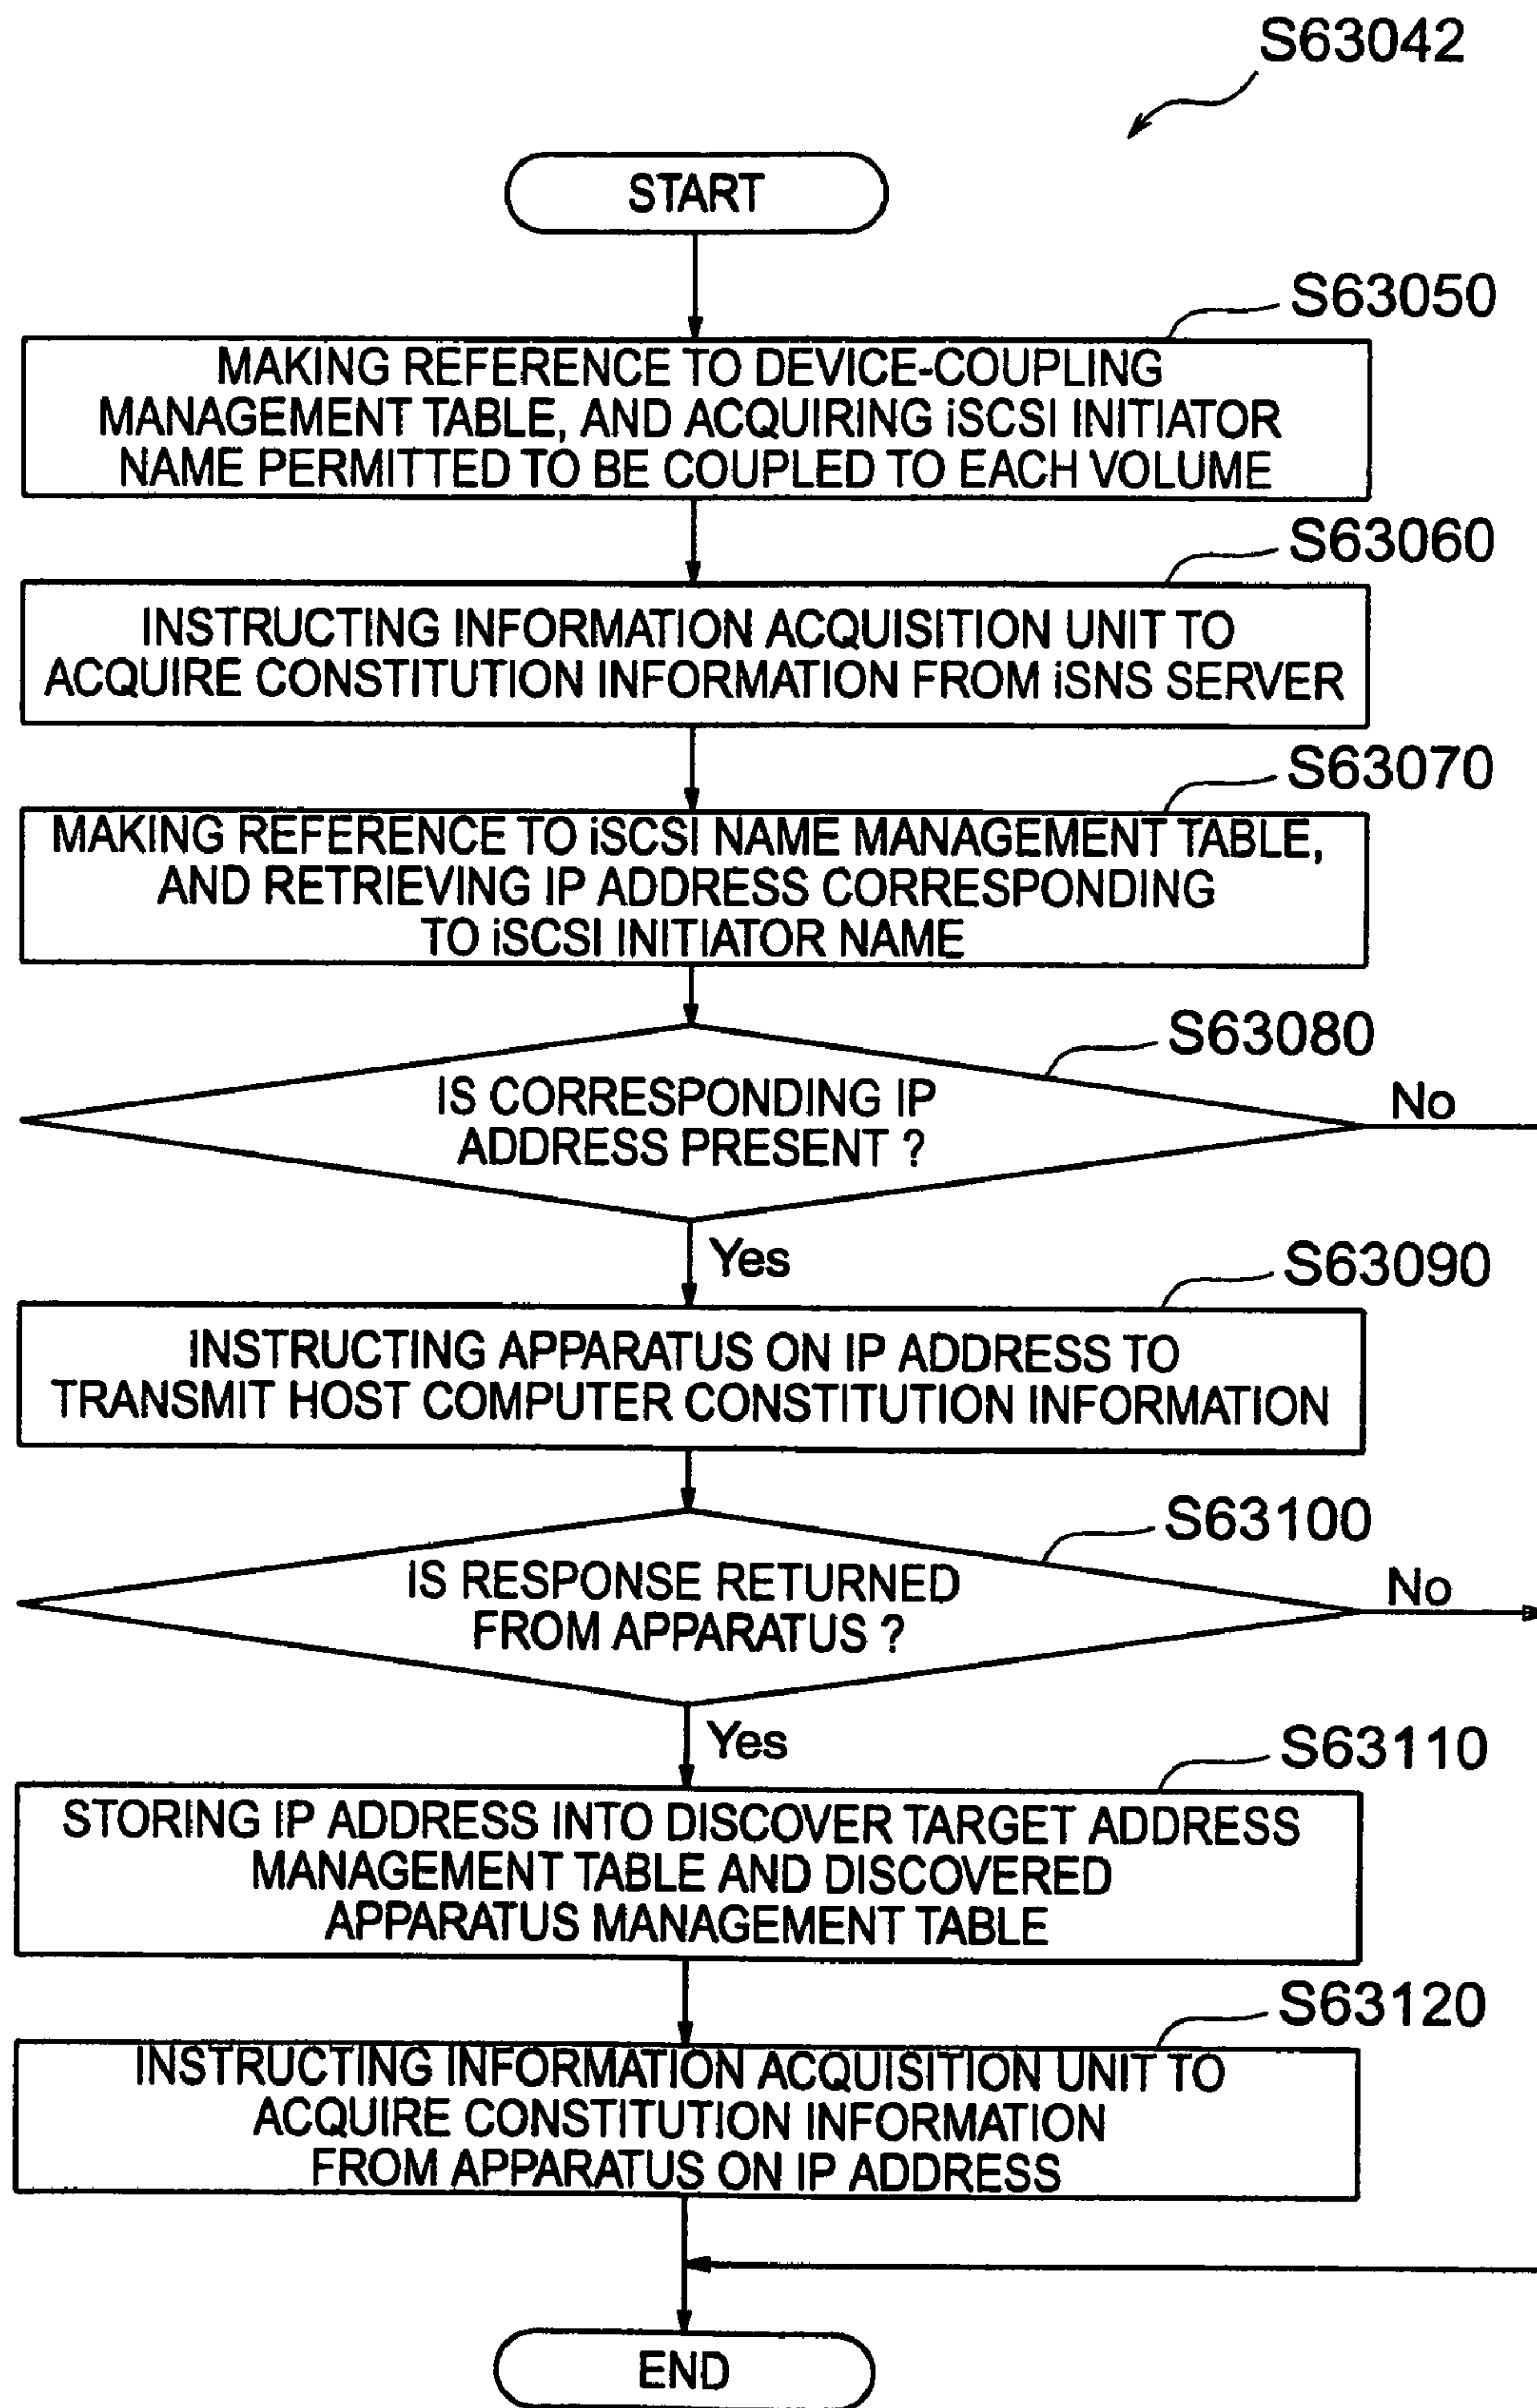 S63042
START
S63050
MAKING REFERENCE TO DEVICE-COUPLING
MANAGEMENT TABLE, AND ACQUIRING iSCSI INITIATOR
NAME PERMITTED TO BE COUPLED TO EACH VOLUME
S63060
INSTRUCTING INFORMATION ACQUISITION UNIT TO
ACQUIRE CONSTITUTION INFORMATION FROM iSNS SERVER
S63070
MAKING REFERENCE TO iSCSI NAME MANAGEMENT TABLE,
AND RETRIEVING IP ADDRESS CORRESPONDING
TO iSCSI INITIATOR NAME
S63080
IS CORRESPONDING IP
ADDRESS PRESENT ?
No
Yes
S63090
INSTRUCTING APPARATUS ON IP ADDRESS TO
TRANSMIT HOST COMPUTER CONSTITUTION INFORMATION
S63100
IS RESPONSE RETURNED
FROM APPARATUS ?
No
Yes
S63110
STORING IP ADDRESS INTO DISCOVER TARGET ADDRESS
MANAGEMENT TABLE AND DISCOVERED
APPARATUS MANAGEMENT TABLE
S63120
INSTRUCTING INFORMATION ACQUISITION UNIT TO
ACQUIRE CONSTITUTION INFORMATION
FROM APPARATUS ON IP ADDRESS
END